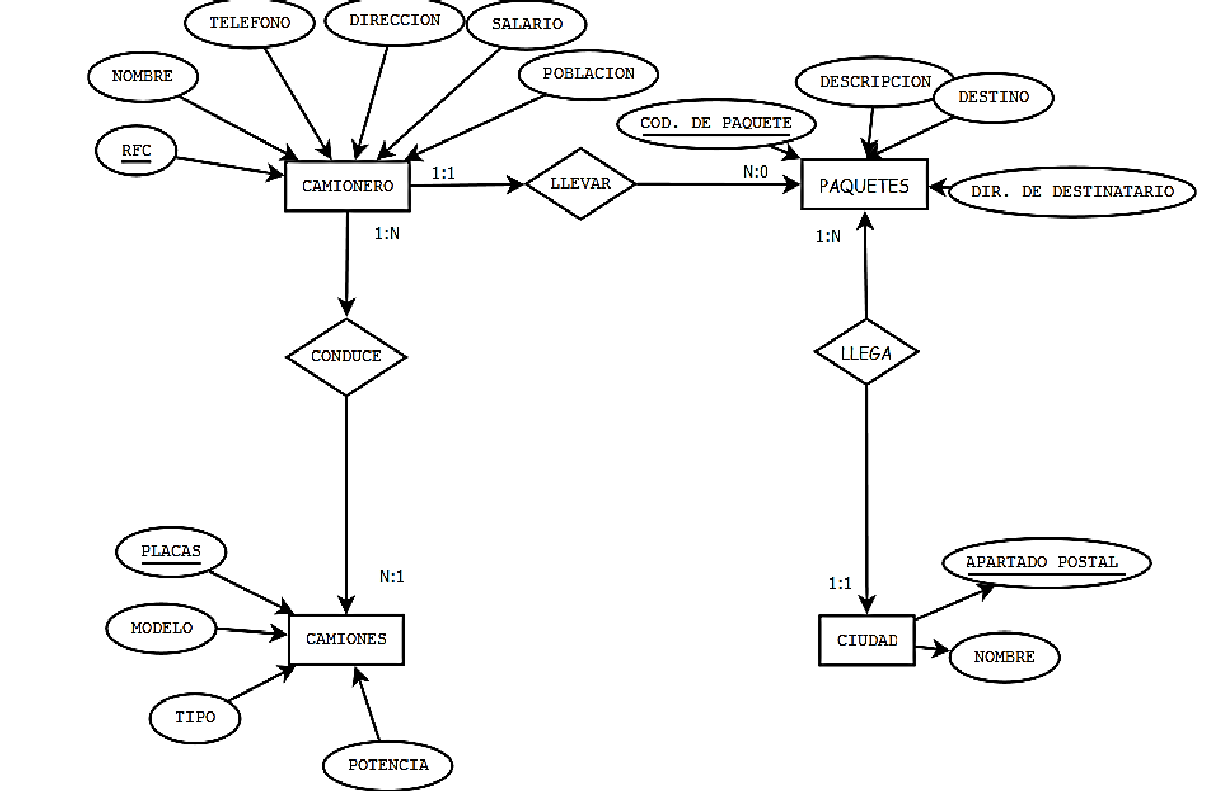 TELEFONO
DIRECCION
SALARIO
NOMBRE
POBLACION
DESCRIPCION
DESTINO
COD. DE PAQUETE
RFC
CAMIONERO
1:1
LLEVAR
N:0
PAQUETES
DIR. DE DESTINATARIO
1:N
1:N
CONDUCE
LLEGA
PLACAS
N:1
1:1
APARTADO POSTAL
MODELO
CAMIONES
CIUDAD
NOMBRE
TIPO
POTENCIA